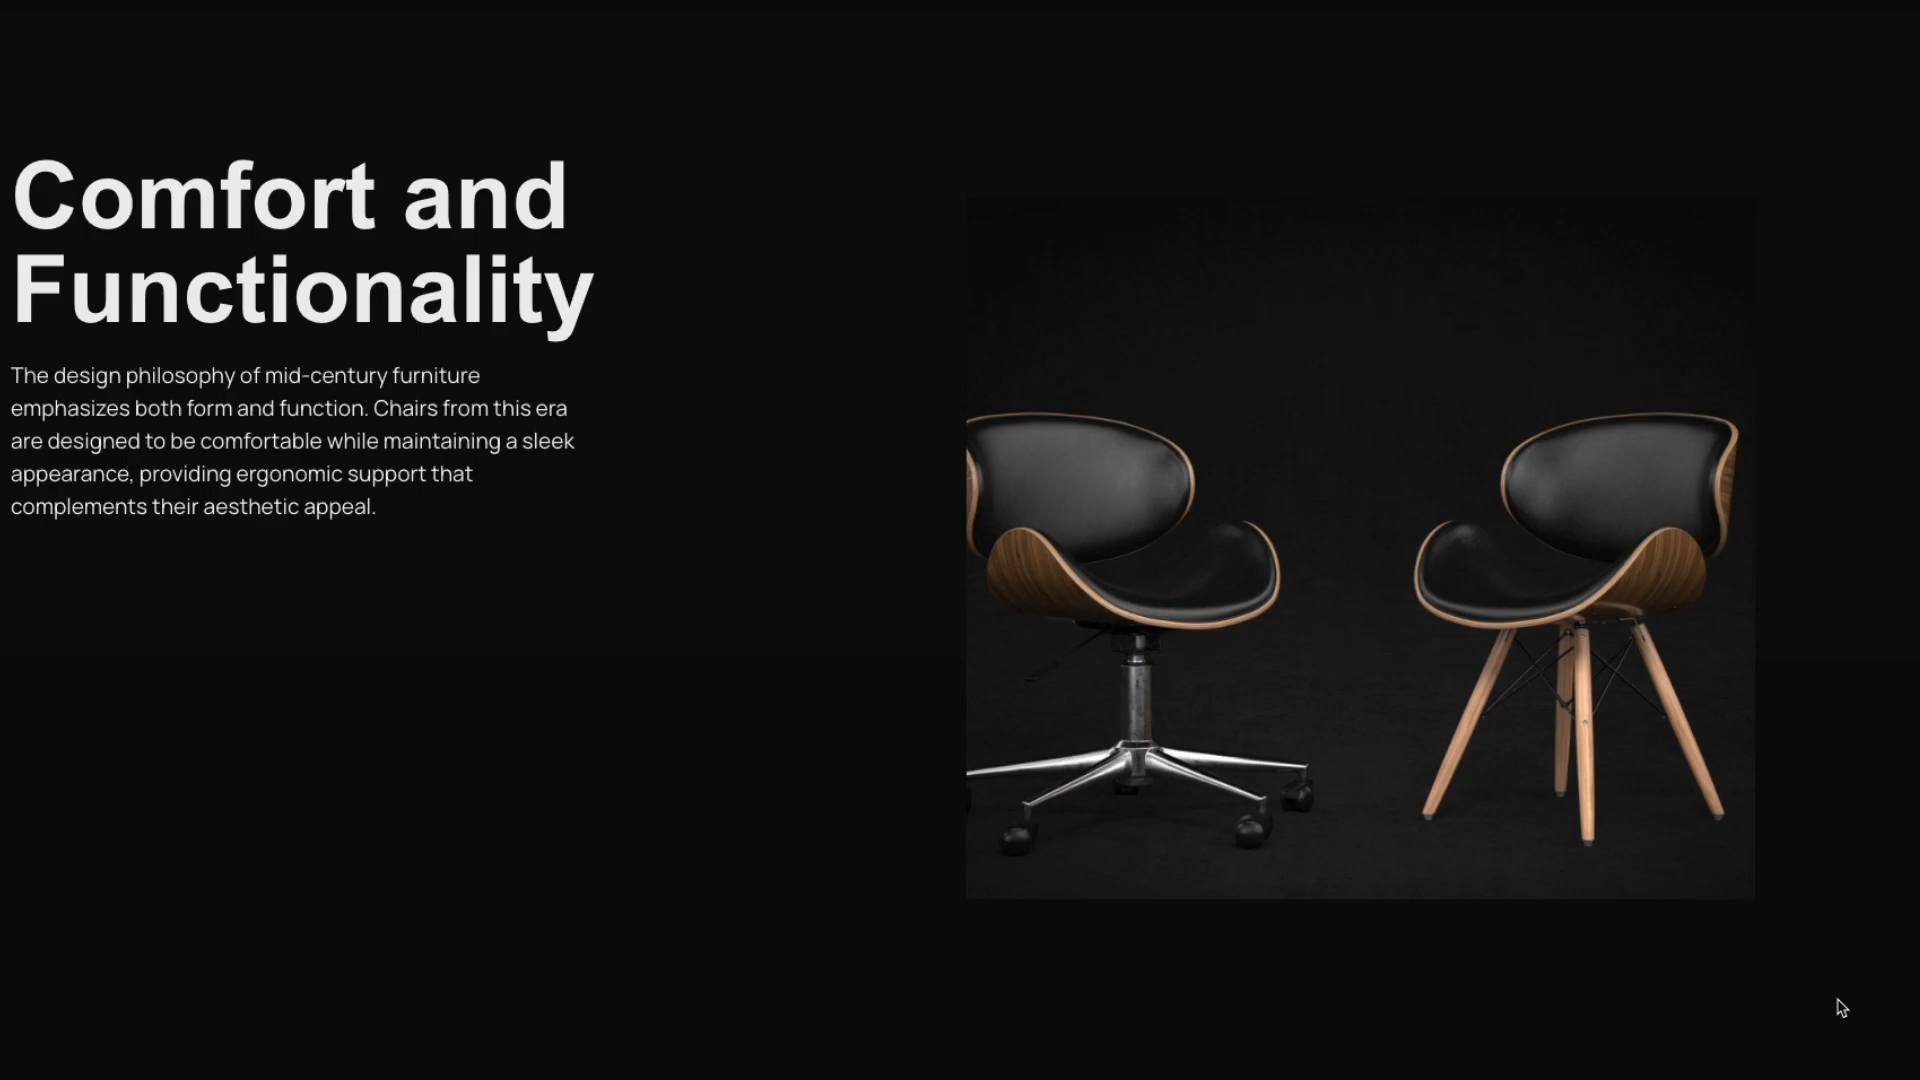 Comfort and
Functionality
The design philosophy of mid-century furniture
emphasizes both form and function. Chairs from this era
are designed to be comfortable while maintaining a sleek
appearance, providing ergonomic support that
complements their aesthetic appeal.